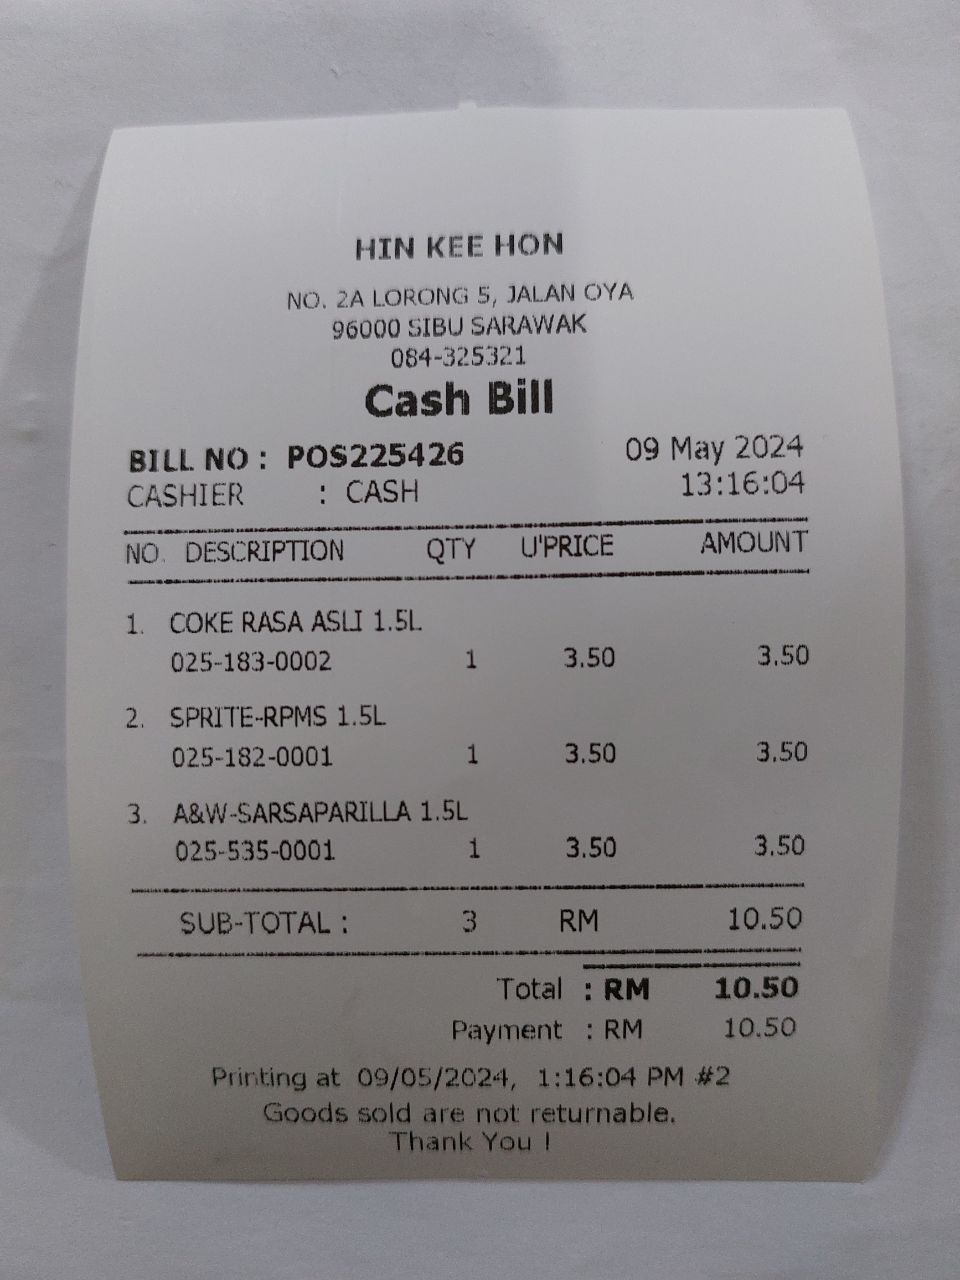 HIN KEE HON
NO. 2A LORONG 5, JALAN OYA
96000 SIBU SARAWAK
084-325321
Cash Bill
BILL NO : POS225426 09 May 2024
CASHIER : CASH 13:16:04
NO. DESCRIPTION QTY U'PRICE AMOUNT
1. COKE RASA ASLI 1.5L
025-183-0002 1 3.50 3.50
2. SPRITE-RPMS 1.5L
025-182-0001 1 3.50 3.50
3. A&W-SARSAPARILLA 1.5L
025-535-0001 1 3.50 3.50
SUB-TOTAL : 3 RM 10.50
Total : RM 10.50
Payment : RM 10.50
Printing at 09/05/2024, 1:16:04 PM #2
Goods sold are not returnable.
Thank You !